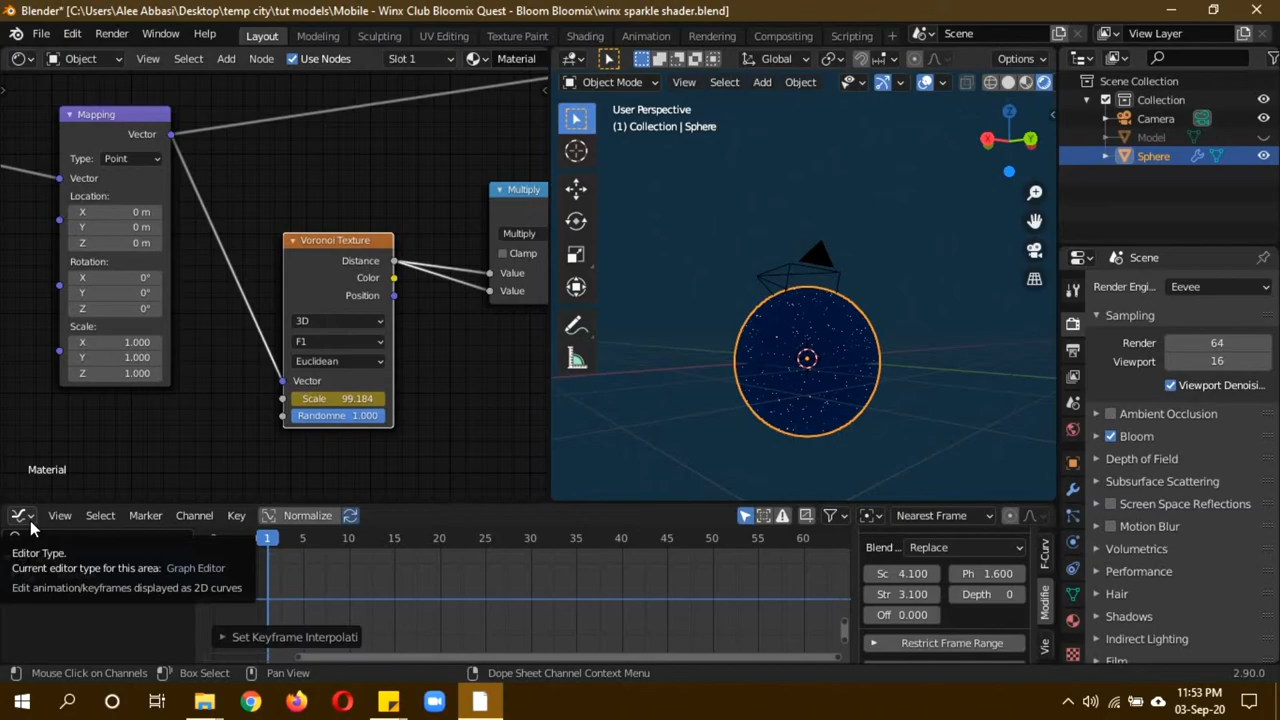 Blender* [C:\Users\Alee Abbasi\Desktop\temp city\tut models\Mobile - Winx Club Bloomix Quest - Bloom Bloomix\winx sparkle shader.blend]
File Edit Render Window Help Layout Modeling Sculpting UV Editing Texture Paint Shading Animation Rendering Compositing Scripting + Scene View Layer
Object View Select Add Node Use Nodes Slot 1 Material Global Options
Object Mode View Select Add Object
Scene Collection
Collection
Camera
Model
Sphere
User Perspective
(1) Collection | Sphere
Z
X
Y
Mapping
Vector
Type: Point
Vector
Location:
X 0 m
Y 0 m
Z 0 m
Rotation:
X 0°
Y 0°
Z 0°
Scale:
X 1.000
Y 1.000
Z 1.000
Voronoi Texture
Distance
Color
Position
3D
F1
Euclidean
Vector
Scale 99.184
Randomne 1.000
Multiply
Multiply
Clamp
Value
Value
Material
Scene
Render Engi.. Eevee
Sampling
Render 64
Viewport 16
Viewport Denoisi..
Ambient Occlusion
Bloom
Depth of Field
Subsurface Scattering
Screen Space Reflections
Motion Blur
Volumetrics
Performance
Hair
Shadows
Indirect Lighting
Film
View Select Marker Channel Key Normalize Nearest Frame
1 5 10 15 20 25 30 35 40 45 50 55 60
Editor Type.
Current editor type for this area: Graph Editor
Edit animation/keyframes displayed as 2D curves
Set Keyframe Interpolati
Blend.. Replace
Sc 4.100 Ph 1.600
Str 3.100 Depth 0
Off 0.000
Restrict Frame Range
F-Curv
Modifie
Vie
Mouse Click on Channels Box Select Pan View Dope Sheet Channel Context Menu 2.90.0
11:53 PM
03-Sep-20